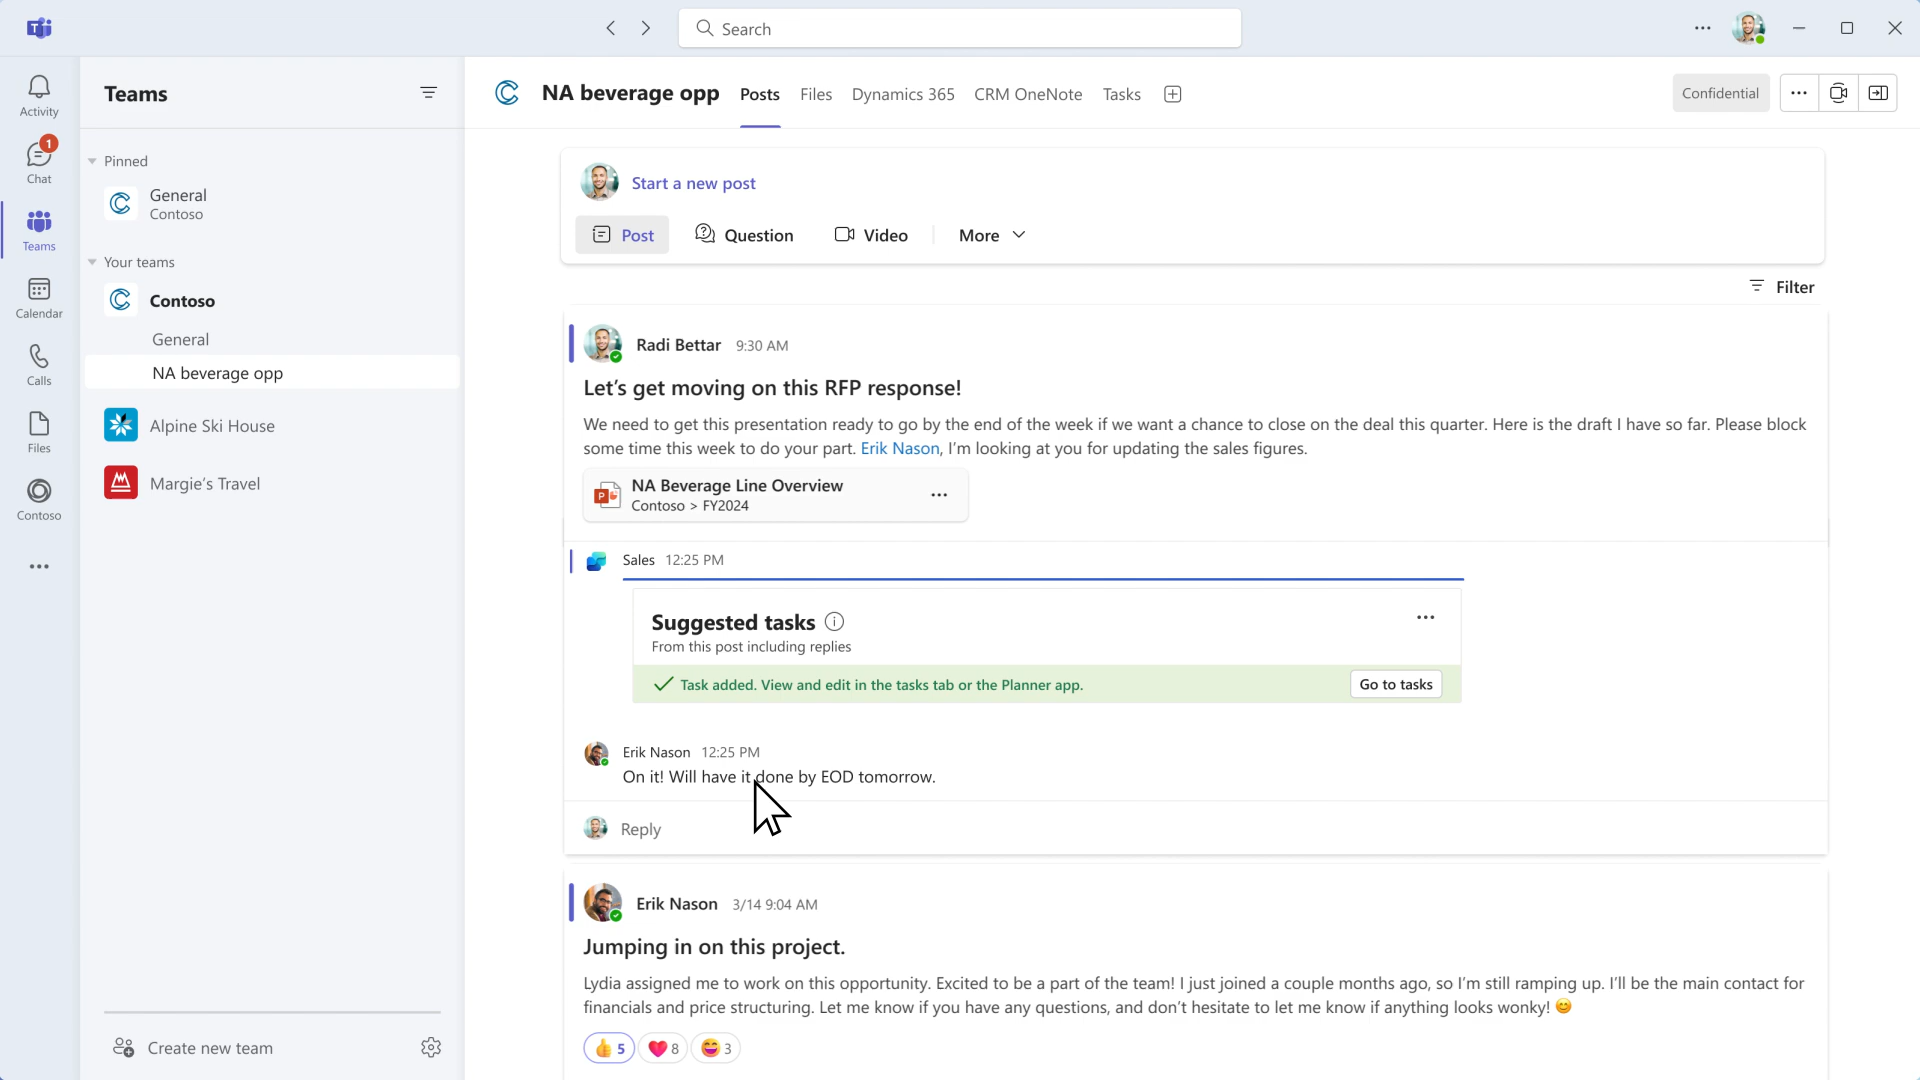 Search
Activity
1
Chat
Teams
Calendar
Calls
Files
Contoso
Teams
Pinned
General
Contoso
Your teams
Contoso
General
NA beverage opp
Alpine Ski House
Margie's Travel
Create new team
NA beverage opp Posts Files Dynamics 365 CRM OneNote Tasks
Confidential
Start a new post
Post Question Video More
Filter
Radi Bettar 9:30 AM
Let's get moving on this RFP response!
We need to get this presentation ready to go by the end of the week if we want a chance to close on the deal this quarter. Here is the draft I have so far. Please block
some time this week to do your part. Erik Nason, I'm looking at you for updating the sales figures.
NA Beverage Line Overview
Contoso > FY2024
Sales 12:25 PM
Suggested tasks
From this post including replies
Task added. View and edit in the tasks tab or the Planner app.
Go to tasks
Erik Nason 12:25 PM
On it! Will have it done by EOD tomorrow.
Reply
Erik Nason 3/14 9:04 AM
Jumping in on this project.
Lydia assigned me to work on this opportunity. Excited to be a part of the team! I just joined a couple months ago, so I'm still ramping up. I'll be the main contact for
financials and price structuring. Let me know if you have any questions, and don't hesitate to let me know if anything looks wonky! 😊
👍 5 ❤️ 8 😄 3